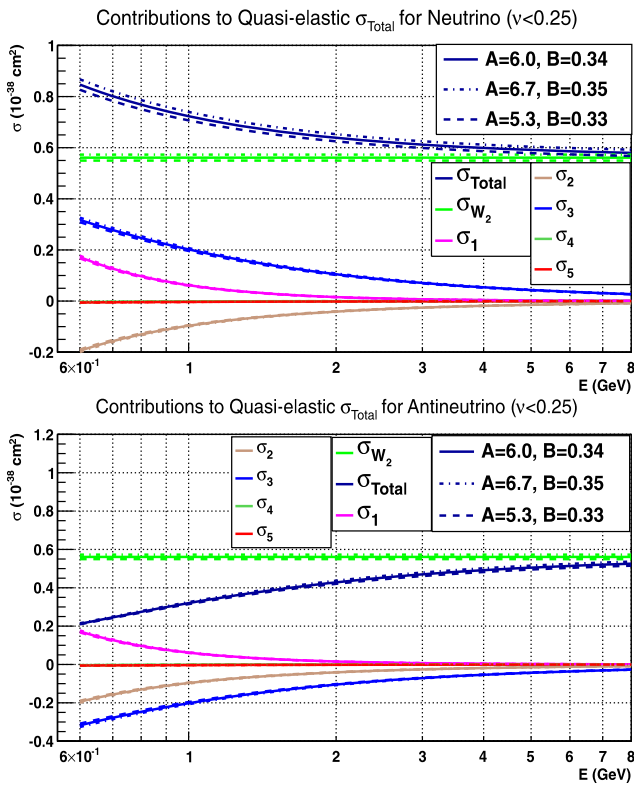 Contributions to Quasi-elastic σTotal for Neutrino (ν<0.25)
σ (10⁻³⁸ cm²)
1
0.8
0.6
0.4
0.2
0
-0.2
A=6.0, B=0.34
A=6.7, B=0.35
A=5.3, B=0.33
σTotal
σW₂
σ₁
σ₂
σ₃
σ₄
σ₅
6×10⁻¹ 1 2 3 4 5 6 7 8
E (GeV)
Contributions to Quasi-elastic σTotal for Antineutrino (ν<0.25)
σ (10⁻³⁸ cm²)
1.2
1
0.8
0.6
0.4
0.2
0
-0.2
-0.4
σ₂
σ₃
σ₄
σ₅
σW₂
σTotal
σ₁
A=6.0, B=0.34
A=6.7, B=0.35
A=5.3, B=0.33
6×10⁻¹ 1 2 3 4 5 6 7 8
E (GeV)